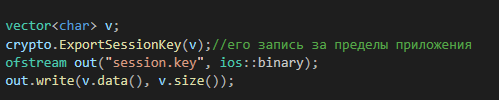 vector<char> v;
crypto.ExportSessionKey(v);//его запись за пределы приложения
ofstream out("session.key", ios::binary);
out.write(v.data(), v.size());